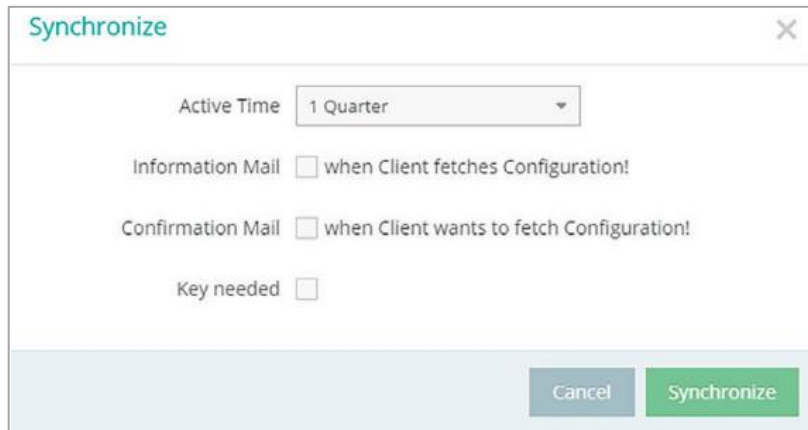 Synchronize
Active Time 1 Quarter
Information Mail when Client fetches Configuration!
Confirmation Mail when Client wants to fetch Configuration!
Key needed
Cancel Synchronize